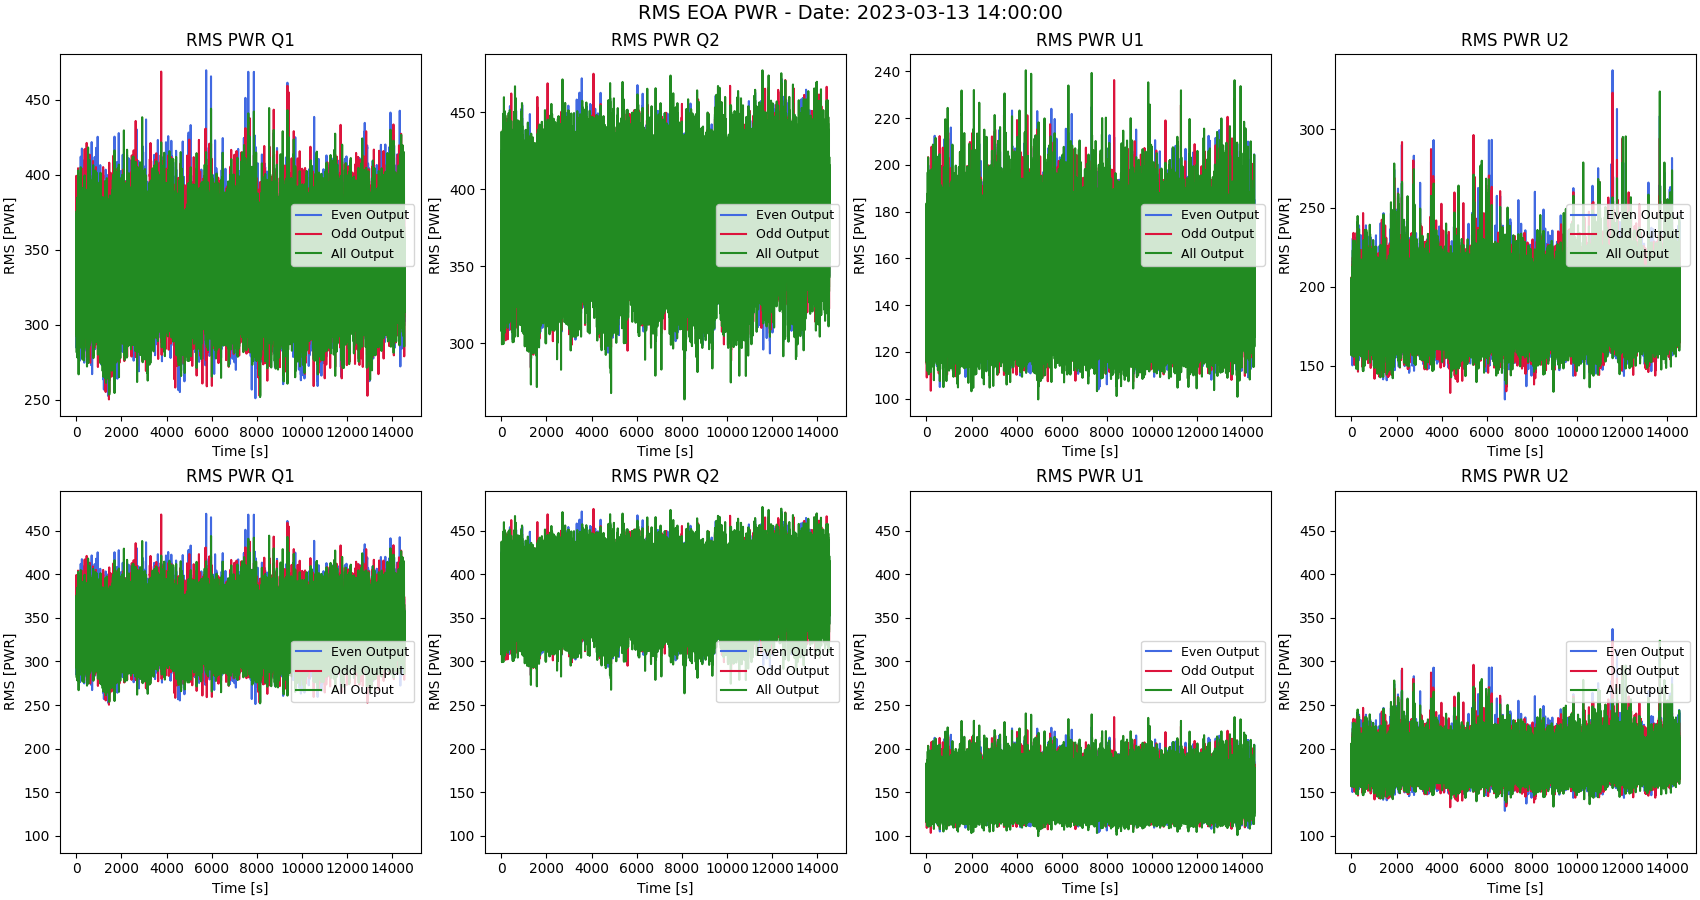 RMS EOA PWR - Date: 2023-03-13 14:00:00
RMS PWR Q1
RMS [PWR]
450
400
350
300
250
0 2000 4000 6000 8000 10000 12000 14000
Time [s]
Even Output
Odd Output
All Output
RMS PWR Q2
RMS [PWR]
450
400
350
300
0 2000 4000 6000 8000 10000 12000 14000
Time [s]
Even Output
Odd Output
All Output
RMS PWR U1
RMS [PWR]
240
220
200
180
160
140
120
100
0 2000 4000 6000 8000 10000 12000 14000
Time [s]
Even Output
Odd Output
All Output
RMS PWR U2
RMS [PWR]
300
250
200
150
0 2000 4000 6000 8000 10000 12000 14000
Time [s]
Even Output
Odd Output
All Output
RMS PWR Q1
RMS [PWR]
450
400
350
300
250
200
150
100
0 2000 4000 6000 8000 10000 12000 14000
Time [s]
Even Output
Odd Output
All Output
RMS PWR Q2
RMS [PWR]
450
400
350
300
250
200
150
100
0 2000 4000 6000 8000 10000 12000 14000
Time [s]
Even Output
Odd Output
All Output
RMS PWR U1
RMS [PWR]
450
400
350
300
250
200
150
100
0 2000 4000 6000 8000 10000 12000 14000
Time [s]
Even Output
Odd Output
All Output
RMS PWR U2
RMS [PWR]
450
400
350
300
250
200
150
100
0 2000 4000 6000 8000 10000 12000 14000
Time [s]
Even Output
Odd Output
All Output